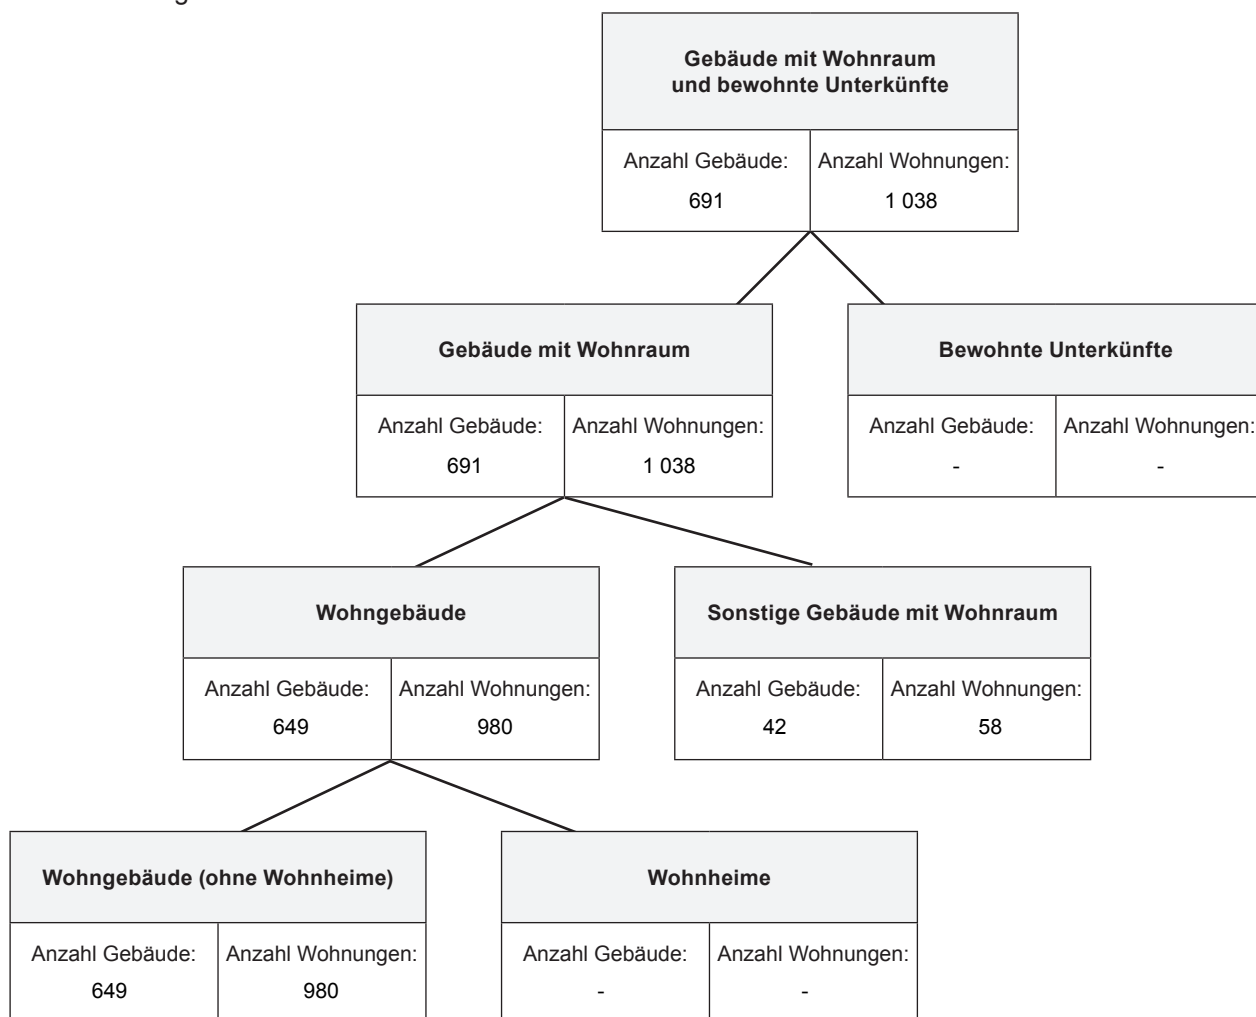 Gebäude mit Wohnraum
und bewohnte Unterkünfte
Anzahl Gebäude: Anzahl Wohnungen:
691 1 038
Gebäude mit Wohnraum
Anzahl Gebäude: Anzahl Wohnungen:
691 1 038
Bewohnte Unterkünfte
Anzahl Gebäude: Anzahl Wohnungen:
- -
Wohngebäude
Anzahl Gebäude: Anzahl Wohnungen:
649 980
Sonstige Gebäude mit Wohnraum
Anzahl Gebäude: Anzahl Wohnungen:
42 58
Wohngebäude (ohne Wohnheime)
Anzahl Gebäude: Anzahl Wohnungen:
649 980
Wohnheime
Anzahl Gebäude: Anzahl Wohnungen:
- -